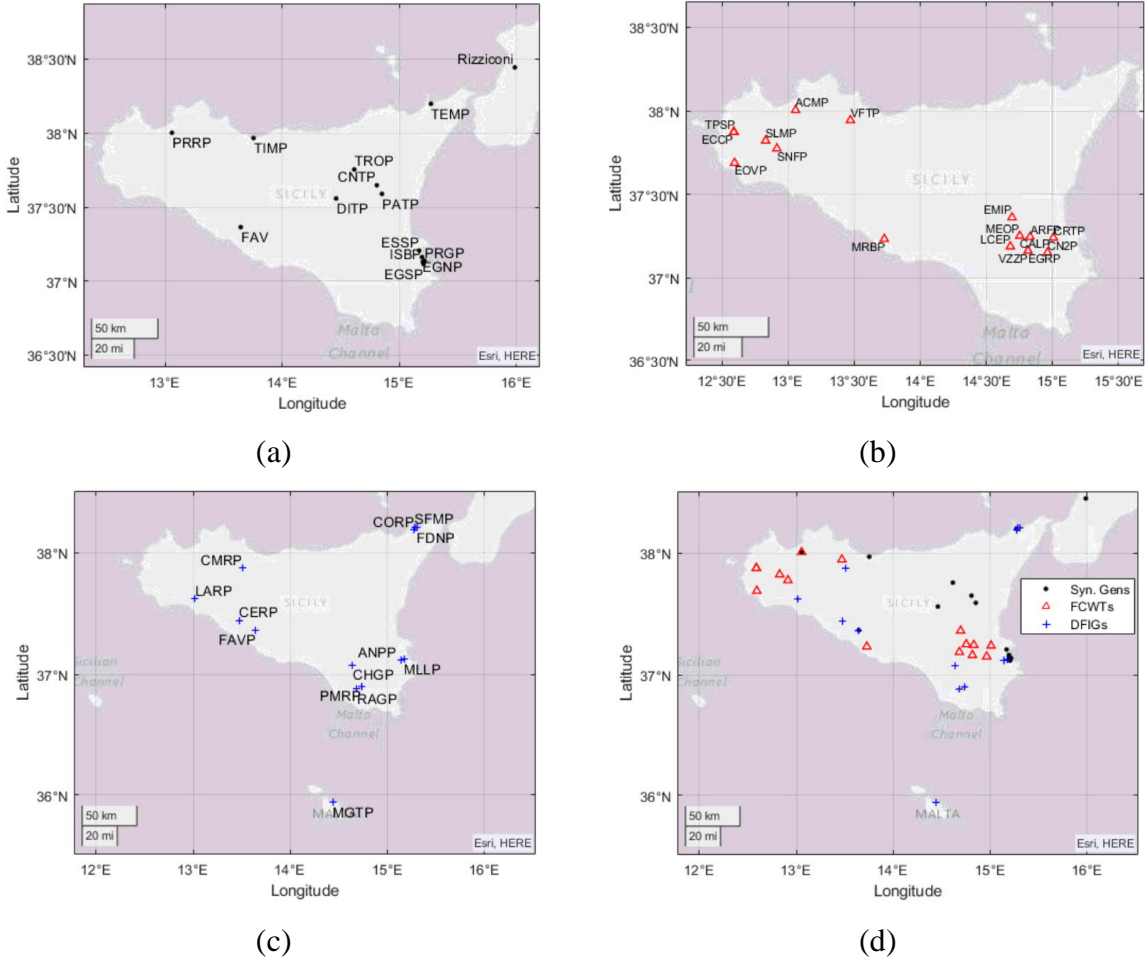 38°30'N
38°N
37°30'N
37°N
36°30'N
Latitude
Rizziconi
TEMP
PRRP
TIMP
TROP
CNTP
SICILY
DITP
PATP
FAV
ESSP
ISBP
PRGP
EGNP
EGSP
Malta
Channel
50 km
20 mi
Esri, HERE
13°E
14°E
15°E
16°E
Longitude
(a)
38°30'N
38°N
37°30'N
37°N
36°30'N
Latitude
ACMP
VFTP
TPSP
ECCP
SLMP
SNFP
EOVP
SICILY
EMIP
MRBP
MEOP
ARFP
CRTP
LCEP
CALP
CN2P
VZZP
EGRP
Malta
Channel
50 km
20 mi
Esri, HERE
12°30'E
13°E
13°30'E
14°E
14°30'E
15°E
15°30'E
Longitude
(b)
38°N
37°N
36°N
Latitude
CORP
SFMP
FDNP
CMRP
LARP
SICILY
CERP
FAVP
ANPP
MLLP
CHGP
PMRP
RAGP
Sicilian
Channel
Malta
Channel
MGTP
50 km
20 mi
Esri, HERE
12°E
13°E
14°E
15°E
16°E
Longitude
(c)
38°N
37°N
36°N
Latitude
SICILY
Syn. Gens
FCWTs
DFIGs
Sicilian
Channel
Malta
Channel
MALTA
50 km
20 mi
Esri, HERE
12°E
13°E
14°E
15°E
16°E
Longitude
(d)